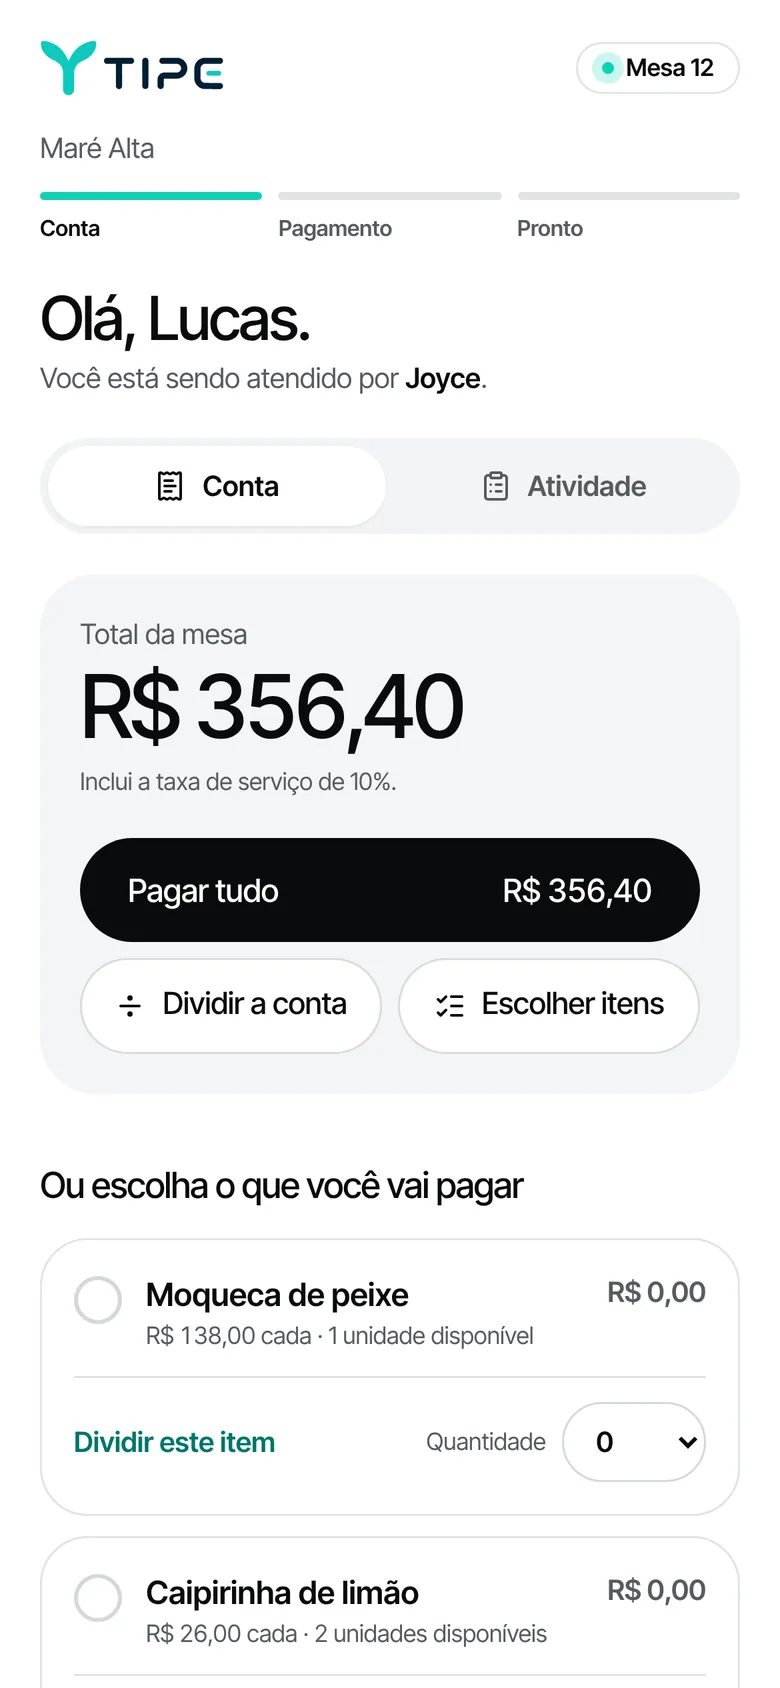 TIPE
Mesa 12
Maré Alta
Conta
Pagamento
Pronto
Olá, Lucas.
Você está sendo atendido por Joyce.
Conta
Atividade
Total da mesa
R$ 356,40
Inclui a taxa de serviço de 10%.
Pagar tudo R$ 356,40
Dividir a conta
Escolher itens
Ou escolha o que você vai pagar
Moqueca de peixe R$ 0,00
R$ 138,00 cada · 1 unidade disponível
Dividir este item Quantidade 0
Caipirinha de limão R$ 0,00
R$ 26,00 cada · 2 unidades disponíveis